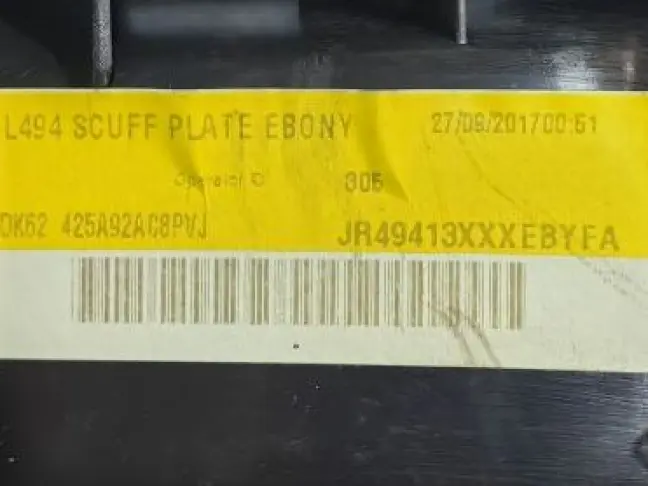 L494 SCUFF PLATE EBONY 27/09/2017 00:51
Operator ID 305
DK62 425A92AC8PVJ JR49413XXXEBYFA